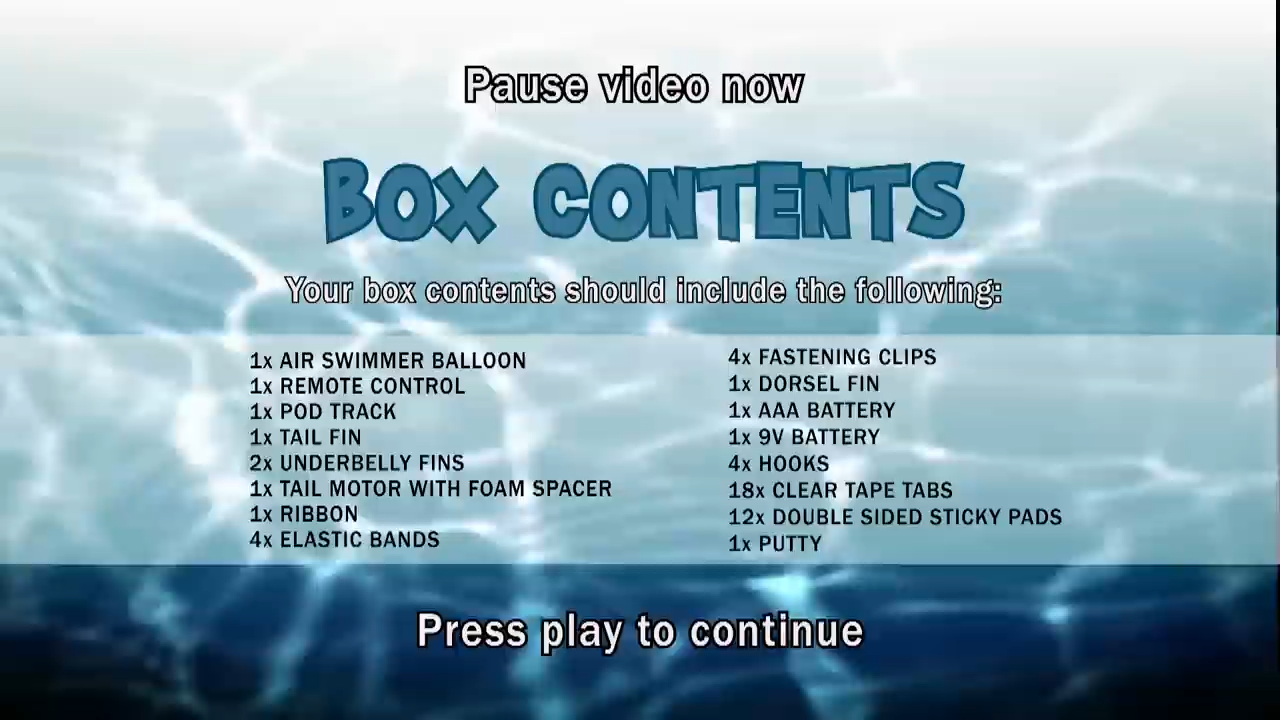 Pause video now
BOX CONTENTS
Your box contents should include the following:
1x AIR SWIMMER BALLOON
1x REMOTE CONTROL
1x POD TRACK
1x TAIL FIN
2x UNDERBELLY FINS
1x TAIL MOTOR WITH FOAM SPACER
1x RIBBON
4x ELASTIC BANDS
4x FASTENING CLIPS
1x DORSEL FIN
1x AAA BATTERY
1x 9V BATTERY
4x HOOKS
18x CLEAR TAPE TABS
12x DOUBLE SIDED STICKY PADS
1x PUTTY
Press play to continue